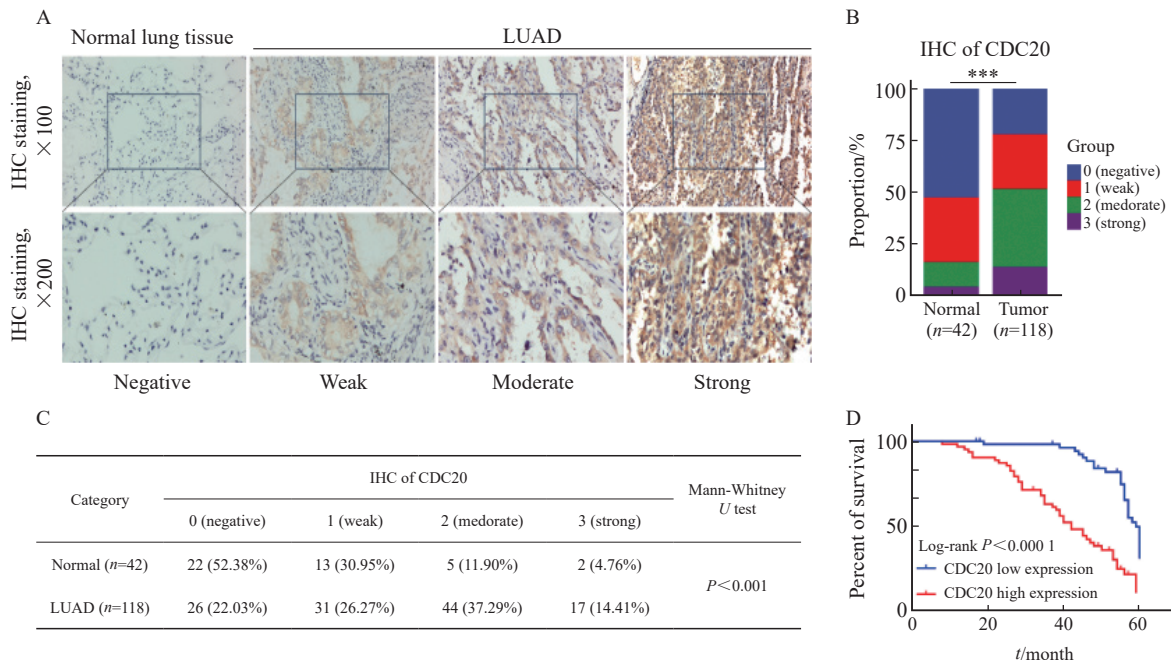 A
Normal lung tissue
LUAD
IHC staining,
×100
IHC staining,
×200
Negative
Weak
Moderate
Strong
B
IHC of CDC20
***
Proportion/%
100
75
50
25
0
Normal
(n=42)
Tumor
(n=118)
Group
0 (negative)
1 (weak)
2 (medorate)
3 (strong)
C
Category
IHC of CDC20
Mann-Whitney
U test
0 (negative)
1 (weak)
2 (medorate)
3 (strong)
Normal (n=42)
22 (52.38%)
13 (30.95%)
5 (11.90%)
2 (4.76%)
P<0.001
LUAD (n=118)
26 (22.03%)
31 (26.27%)
44 (37.29%)
17 (14.41%)
D
Percent of survival
100
50
0
Log-rank P<0.000 1
CDC20 low expression
CDC20 high expression
0
20
40
60
t/month